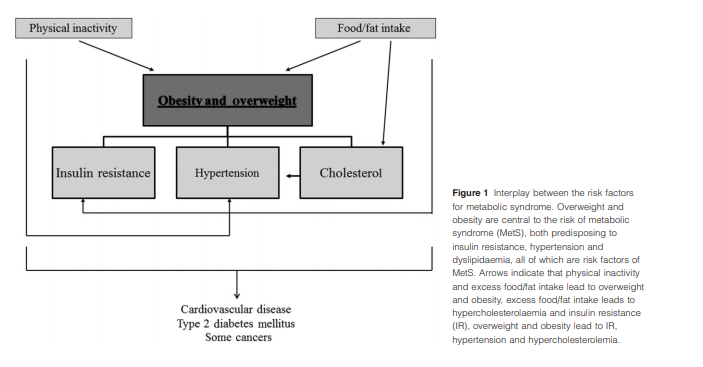 Physical inactivity
Food/fat intake
Obesity and overweight
Insulin resistance
Hypertension
Cholesterol
Cardiovascular disease
Type 2 diabetes mellitus
Some cancers
Figure 1 Interplay between the risk factors
for metabolic syndrome. Overweight and
obesity are central to the risk of metabolic
syndrome (MetS), both predisposing to
insulin resistance, hypertension and
dyslipidaemia, all of which are risk factors of
MetS. Arrows indicate that physical inactivity
and excess food/fat intake lead to overweight
and obesity, excess food/fat intake leads to
hypercholesterolaemia and insulin resistance
(IR), overweight and obesity lead to IR,
hypertension and hypercholesterolemia.